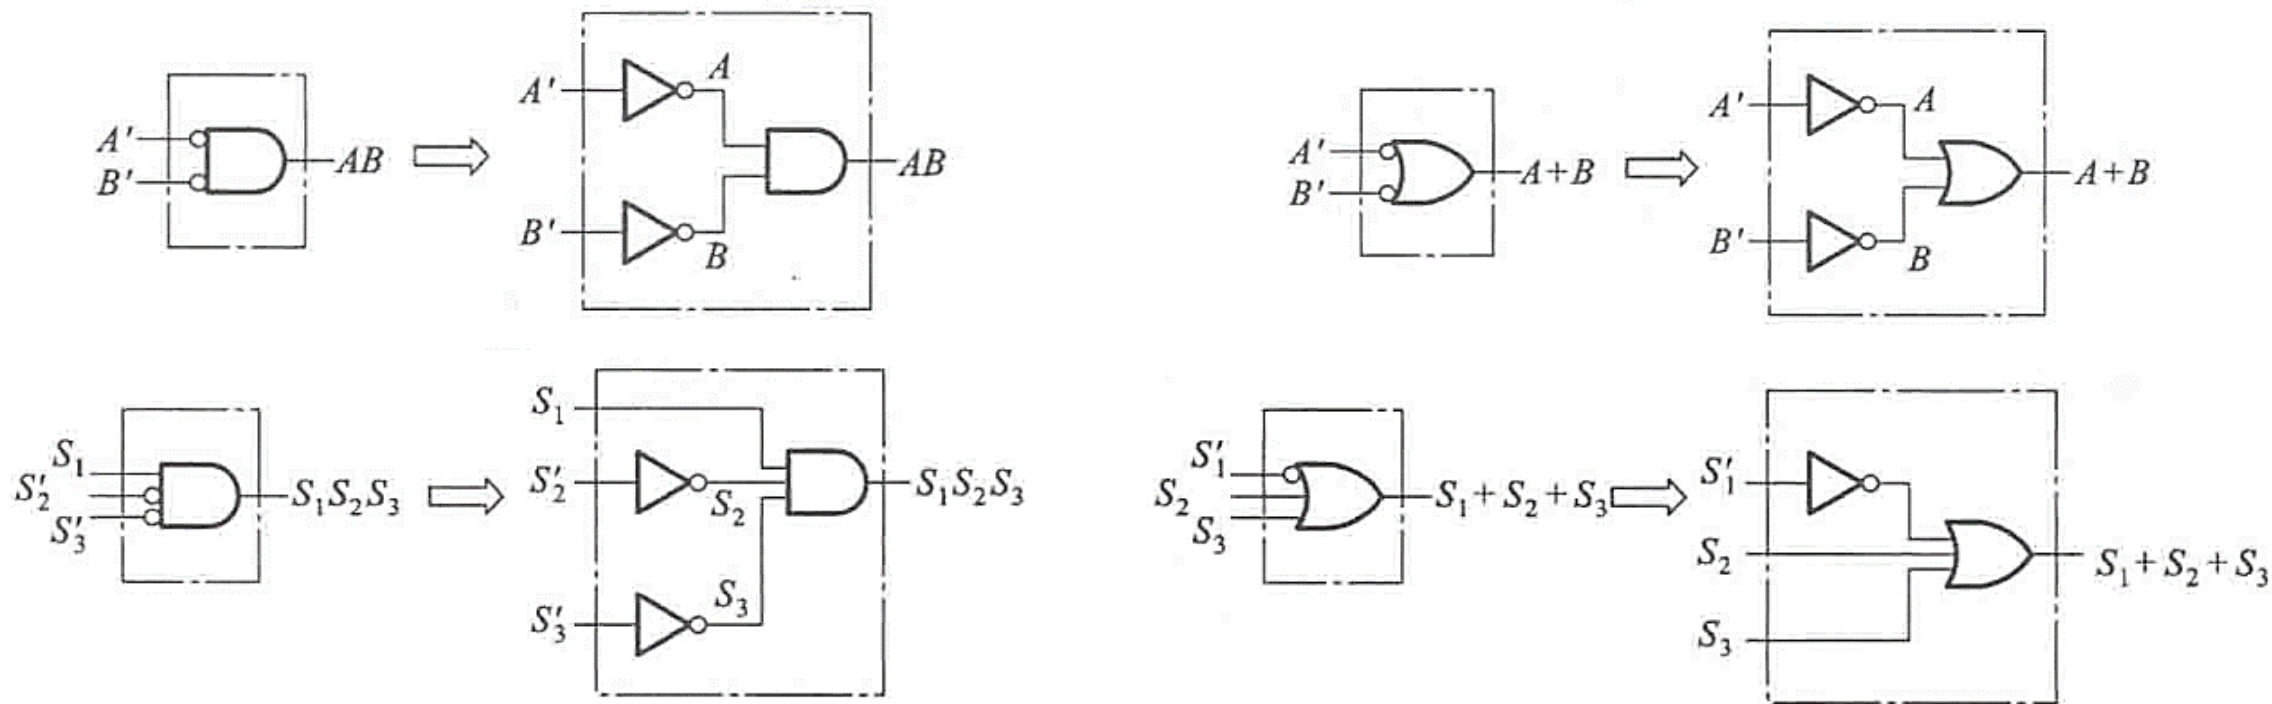 A′
B′
AB
A′
A
B′
B
AB
A′
B′
A+B
A′
A
B′
B
A+B
S₁
S₂′
S₃′
S₁S₂S₃
S₁
S₂′
S₂
S₃′
S₃
S₁S₂S₃
S₁′
S₂
S₃
S₁+S₂+S₃
S₁′
S₂
S₃
S₁+S₂+S₃